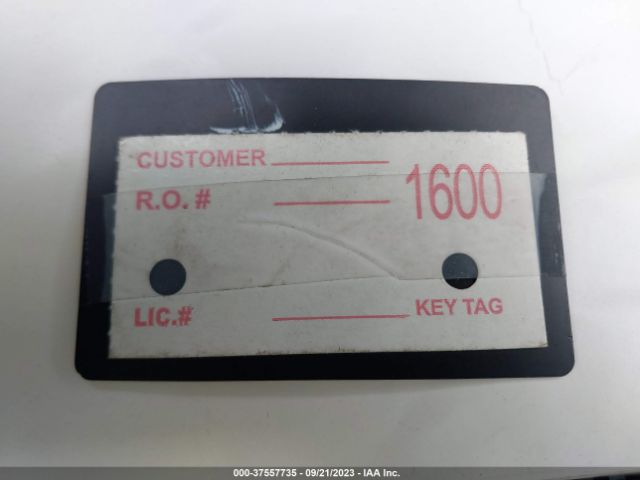 CUSTOMER
R.O. # 1600
LIC.# KEY TAG
000-37557735 - 09/21/2023 - IAA Inc.